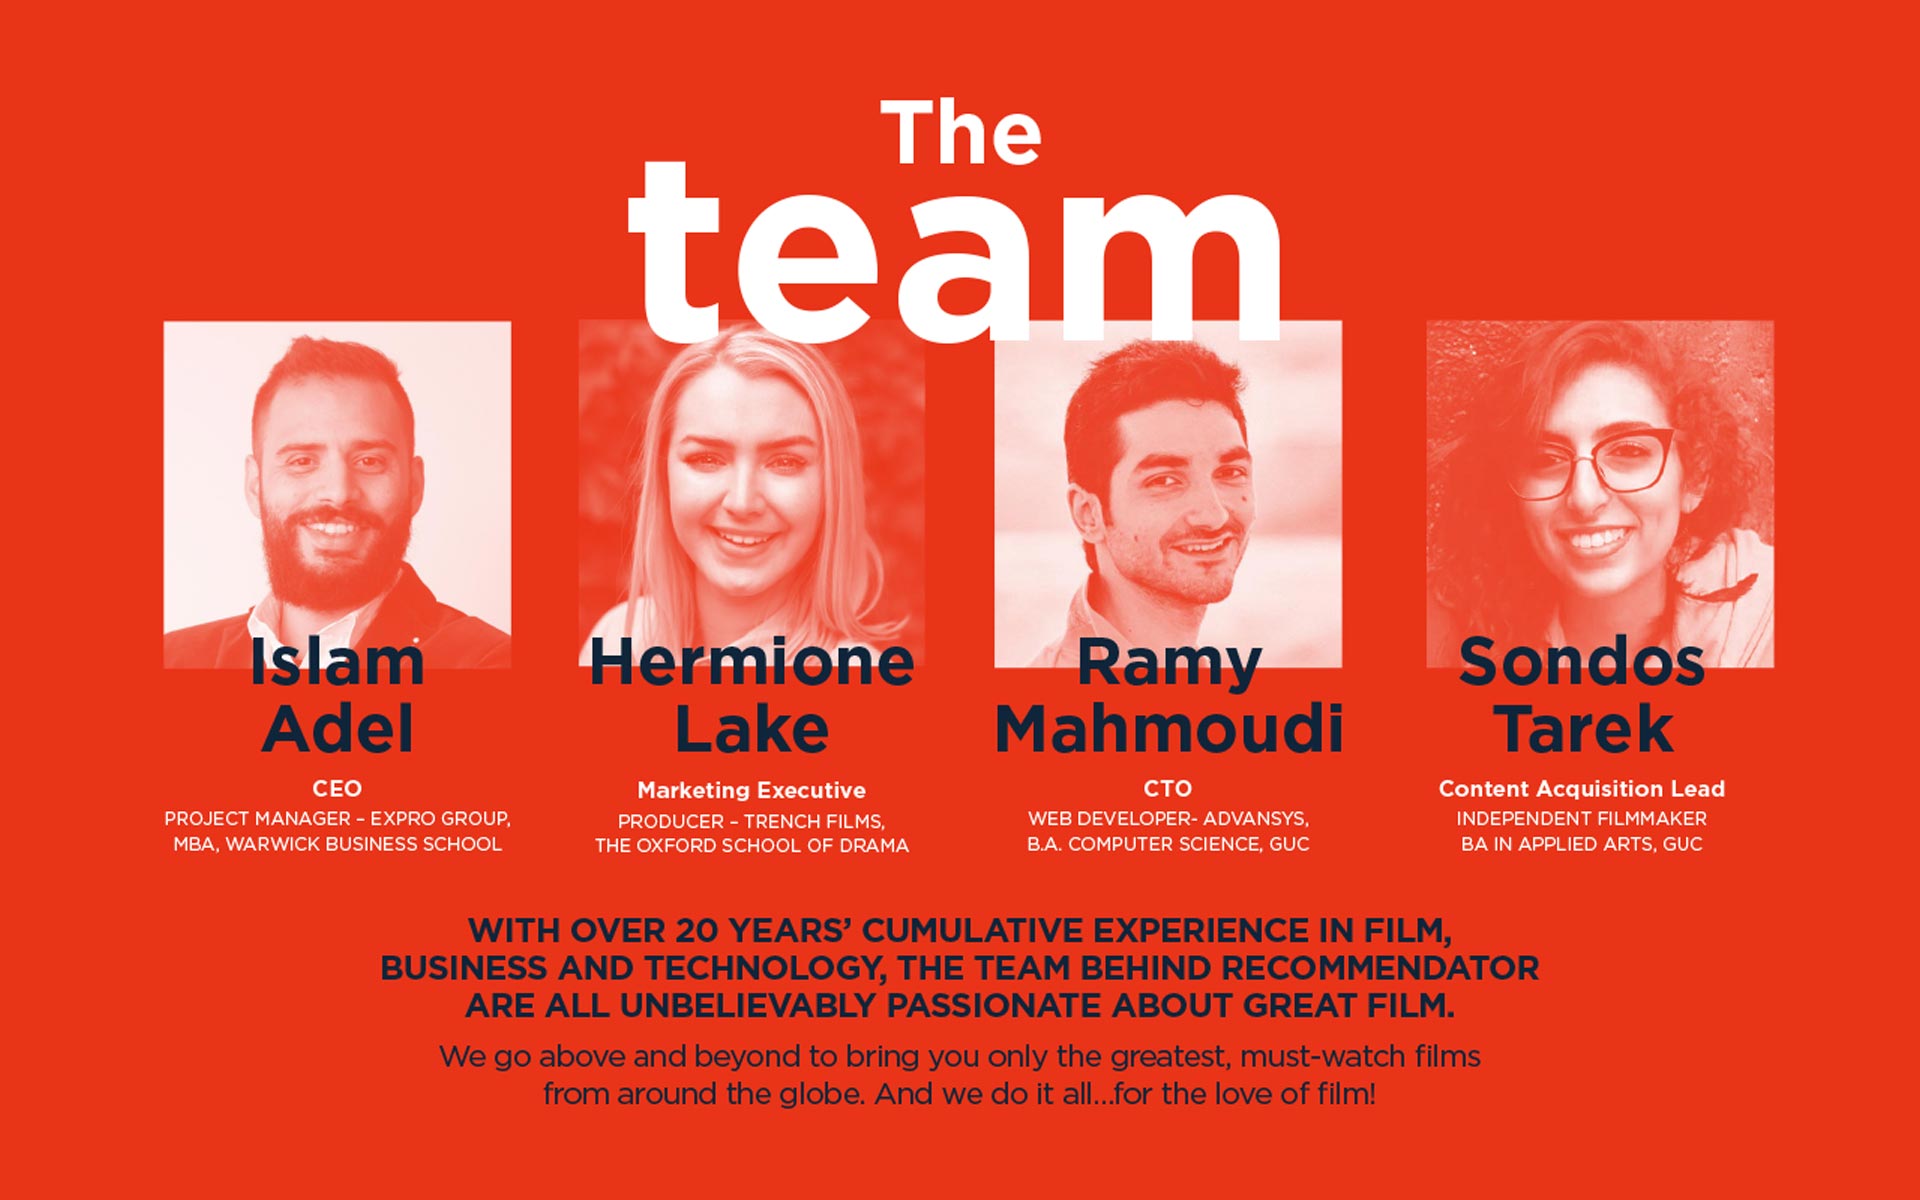 The
team
Islam
Adel
CEO
PROJECT MANAGER – EXPRO GROUP,
MBA, WARWICK BUSINESS SCHOOL
Hermione
Lake
Marketing Executive
PRODUCER – TRENCH FILMS,
THE OXFORD SCHOOL OF DRAMA
Ramy
Mahmoudi
CTO
WEB DEVELOPER- ADVANSYS,
B.A. COMPUTER SCIENCE, GUC
Sondos
Tarek
Content Acquisition Lead
INDEPENDENT FILMMAKER
BA IN APPLIED ARTS, GUC
WITH OVER 20 YEARS’ CUMULATIVE EXPERIENCE IN FILM,
BUSINESS AND TECHNOLOGY, THE TEAM BEHIND RECOMMENDATOR
ARE ALL UNBELIEVABLY PASSIONATE ABOUT GREAT FILM.
We go above and beyond to bring you only the greatest, must-watch films
from around the globe. And we do it all...for the love of film!